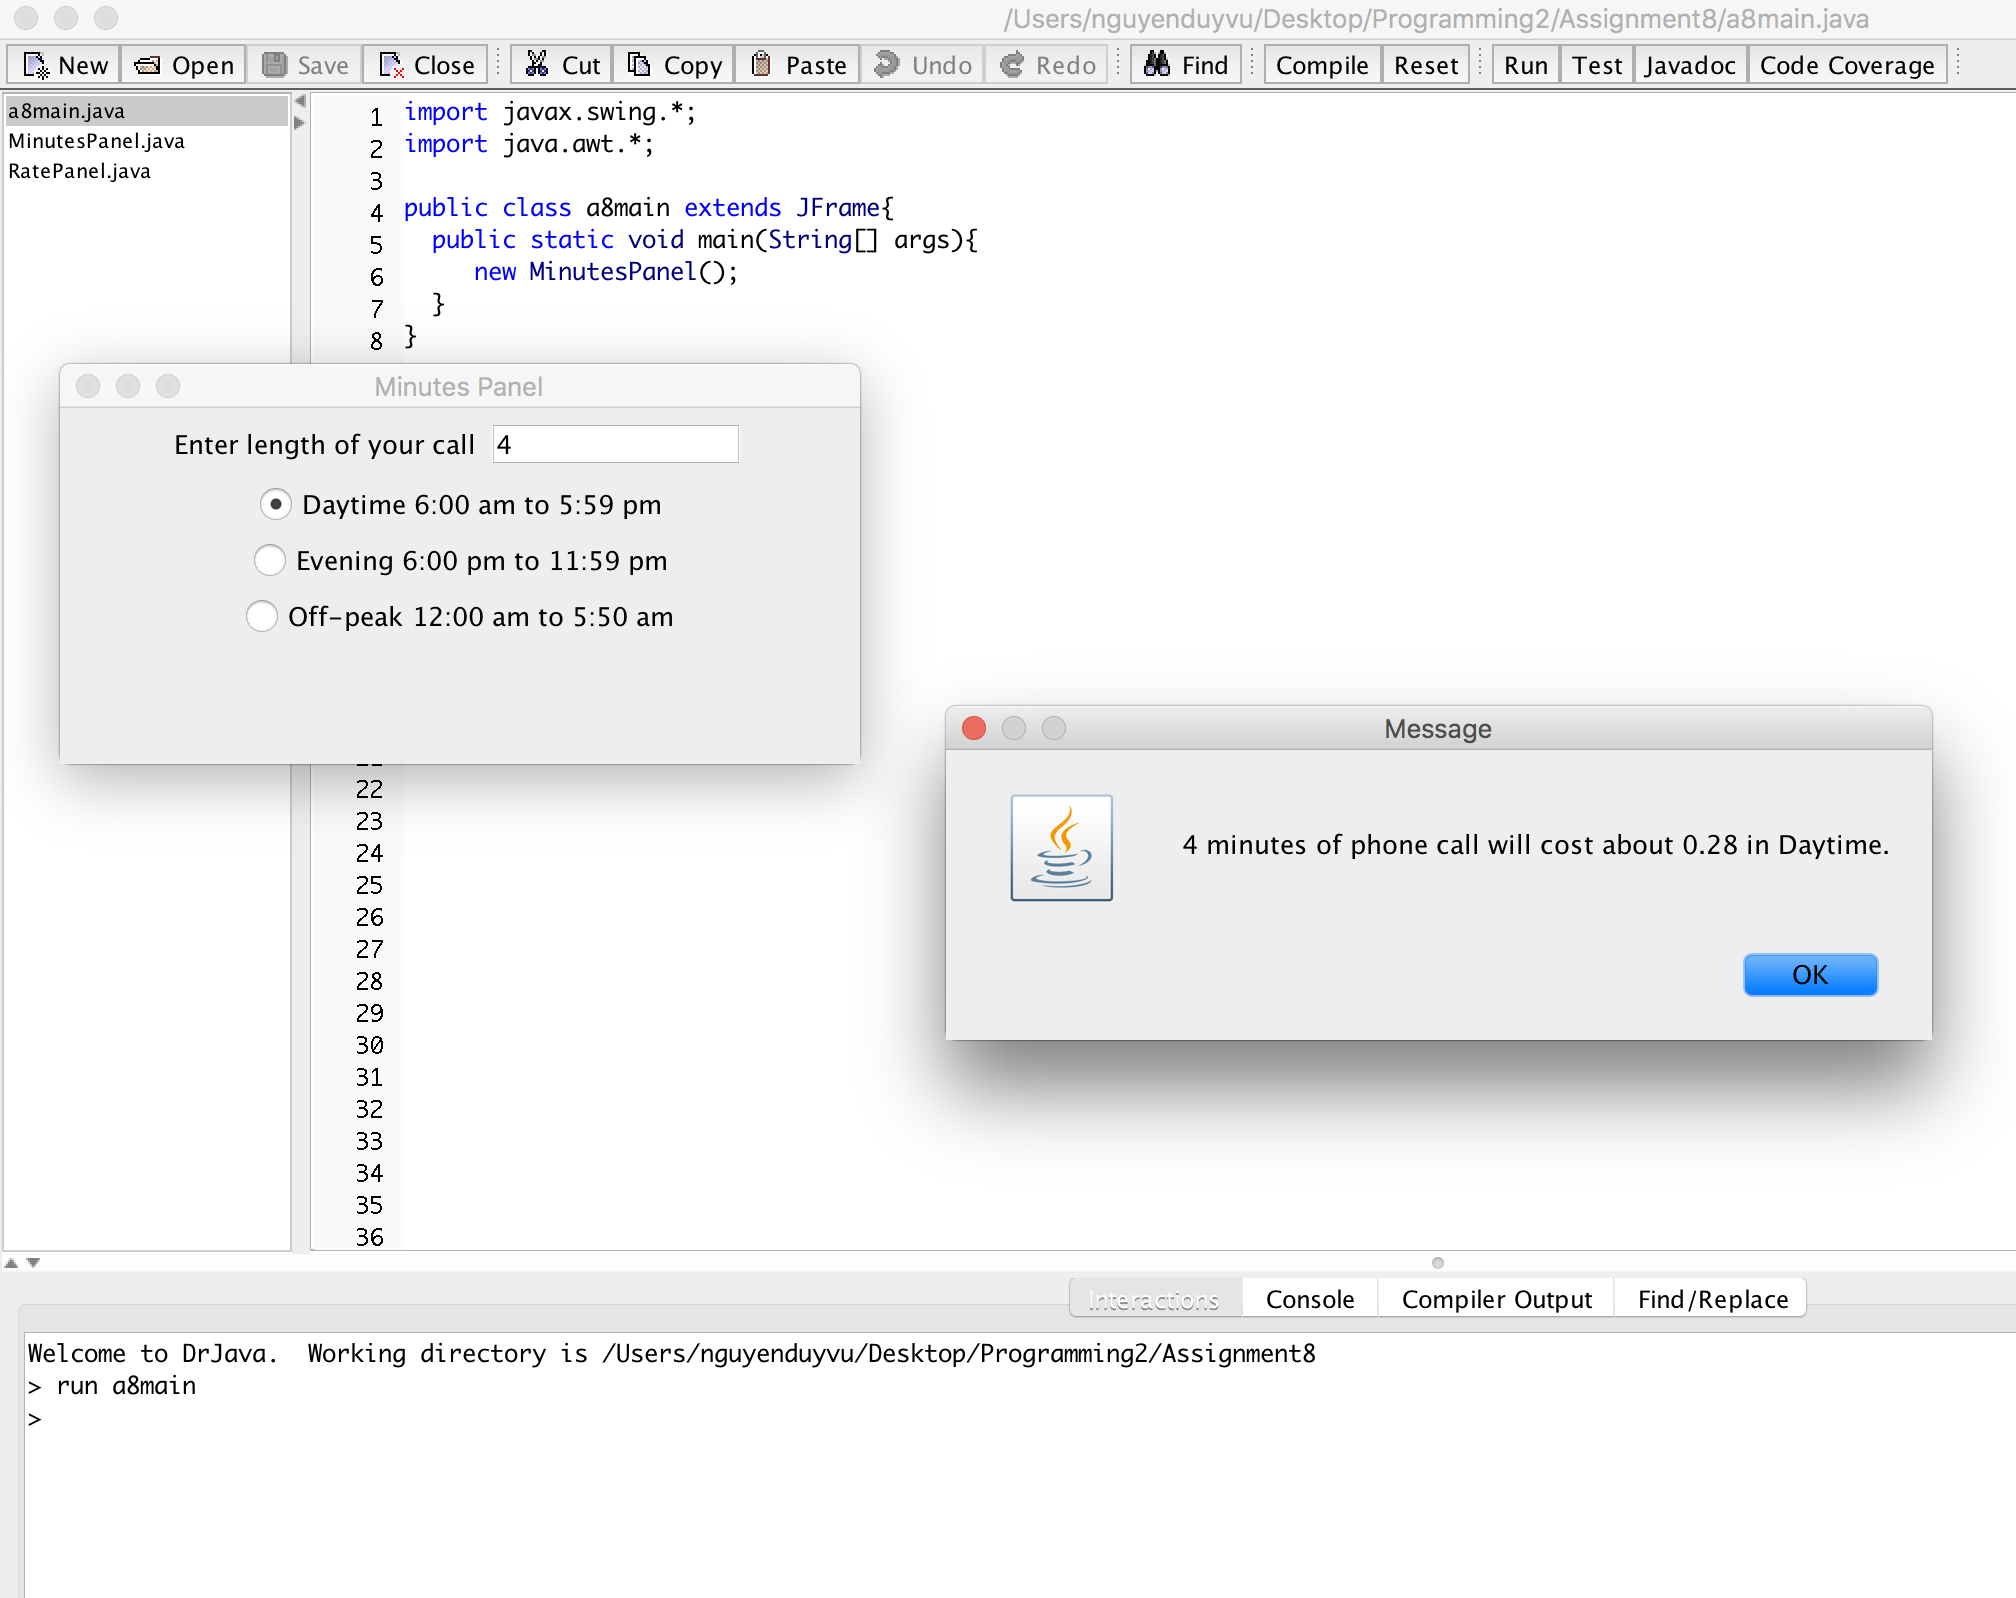 /Users/nguyenduyvu/Desktop/Programming2/Assignment8/a8main.java
New Open Save Close Cut Copy Paste Undo Redo Find Compile Reset Run Test Javadoc Code Coverage
a8main.java
MinutesPanel.java
RatePanel.java
1 import javax.swing.*;
2 import java.awt.*;
3
4 public class a8main extends JFrame{
5 public static void main(String[] args){
6 new MinutesPanel();
7 }
8 }
Minutes Panel
Enter length of your call 4
Daytime 6:00 am to 5:59 pm
Evening 6:00 pm to 11:59 pm
Off-peak 12:00 am to 5:50 am
22
23
24
25
26
27
28
29
30
31
32
33
34
35
36
Message
4 minutes of phone call will cost about 0.28 in Daytime.
OK
Interactions Console Compiler Output Find/Replace
Welcome to DrJava. Working directory is /Users/nguyenduyvu/Desktop/Programming2/Assignment8
> run a8main
>